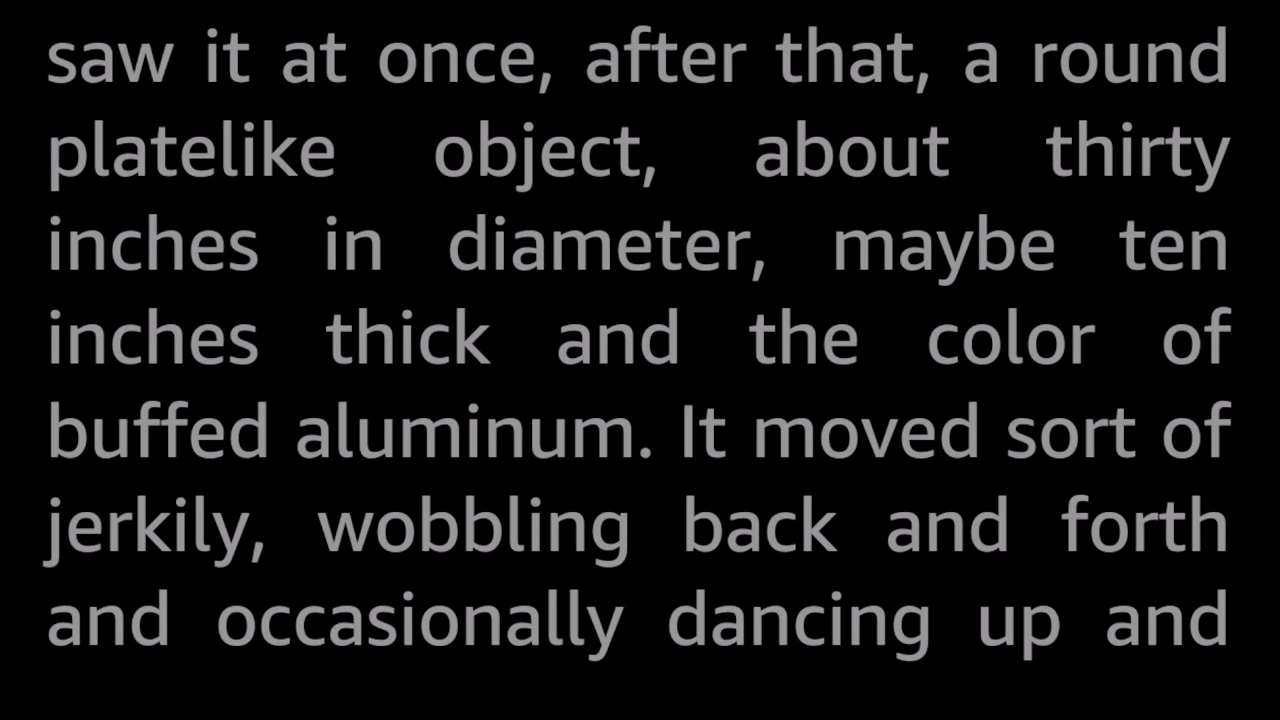 saw it at once, after that, a round
platelike object, about thirty
inches in diameter, maybe ten
inches thick and the color of
buffed aluminum. It moved sort of
jerkily, wobbling back and forth
and occasionally dancing up and